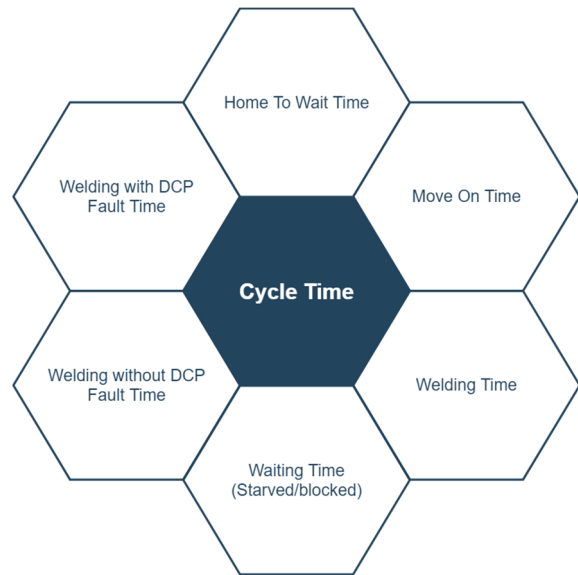 Home To Wait Time
Welding with DCP
Fault Time
Move On Time
Cycle Time
Welding without DCP
Fault Time
Welding Time
Waiting Time
(Starved/blocked)